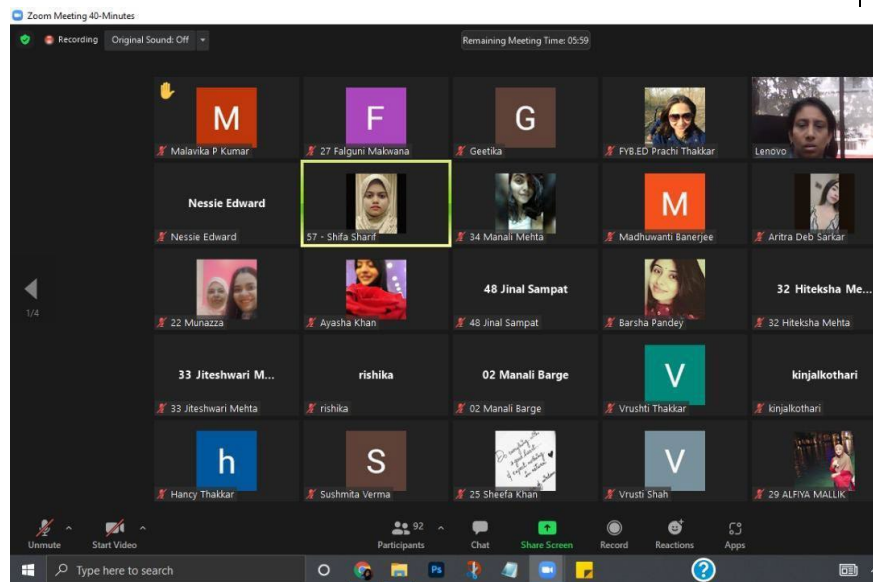 Zoom Meeting 40-Minutes
Recording Original Sound: Off
Remaining Meeting Time: 05:59
M
Malavika P Kumar
F
27 Falguni Makwana
G
Geetika
FYB.ED Prachi Thakkar
Lenovo
Nessie Edward
Nessie Edward
57 - Shifa Sharif
34 Manali Mehta
M
Madhuwanti Banerjee
Aritra Deb Sarkar
1/4
22 Munazza
Ayasha Khan
48 Jinal Sampat
48 Jinal Sampat
Barsha Pandey
32 Hiteksha Me...
32 Hiteksha Mehta
33 Jiteshwari M...
33 Jiteshwari Mehta
rishika
rishika
02 Manali Barge
02 Manali Barge
V
Vrushti Thakkar
kinjalkothari
kinjalkothari
h
Hancy Thakkar
S
Sushmita Verma
25 Sheefa Khan
V
Vrusti Shah
29 ALFIYA MALLIK
Unmute
Start Video
92
Participants
Chat
Share Screen
Record
Reactions
Apps
Type here to search
Ps
?